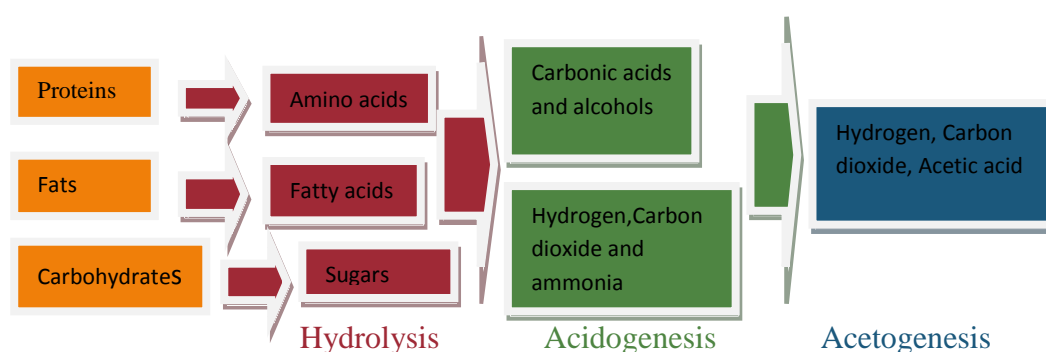 Proteins
Fats
Carbohydrates
Amino acids
Fatty acids
Sugars
Carbonic acids
and alcohols
Hydrogen,Carbon
dioxide and
ammonia
Hydrogen, Carbon
dioxide, Acetic acid
Hydrolysis
Acidogenesis
Acetogenesis